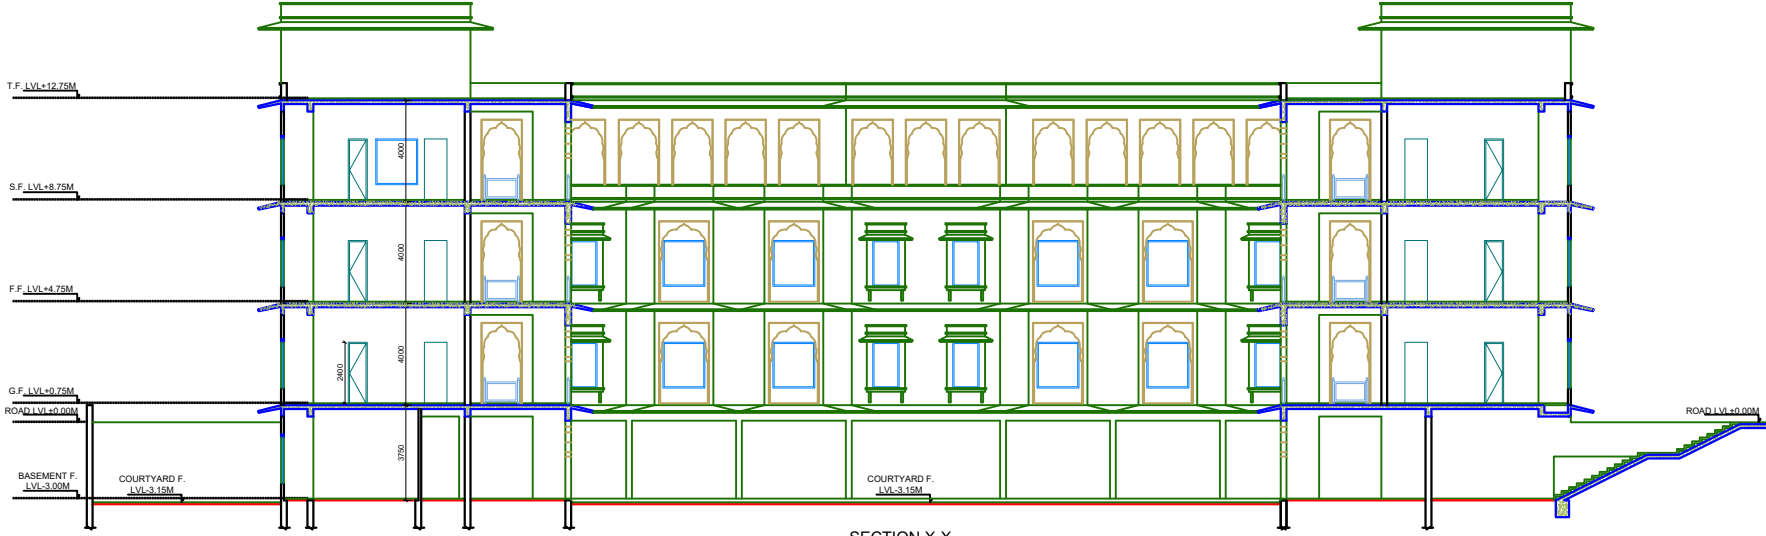 T.F. LVL+12.75M
4000
S.F. LVL+8.75M
4000
F.F. LVL+4.75M
4000
2400
G.F. LVL+0.75M
ROAD LVL±0.00M
ROAD LVL±0.00M
3750
BASEMENT F.
LVL-3.00M
COURTYARD F.
LVL-3.15M
COURTYARD F.
LVL-3.15M
SECTION X-X